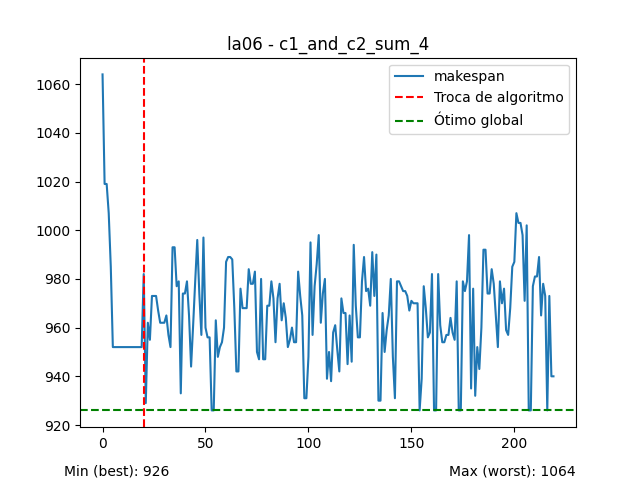 la06 - c1_and_c2_sum_4
makespan
Troca de algoritmo
Ótimo global
1060
1040
1020
1000
980
960
940
920
0 50 100 150 200
Min (best): 926 Max (worst): 1064